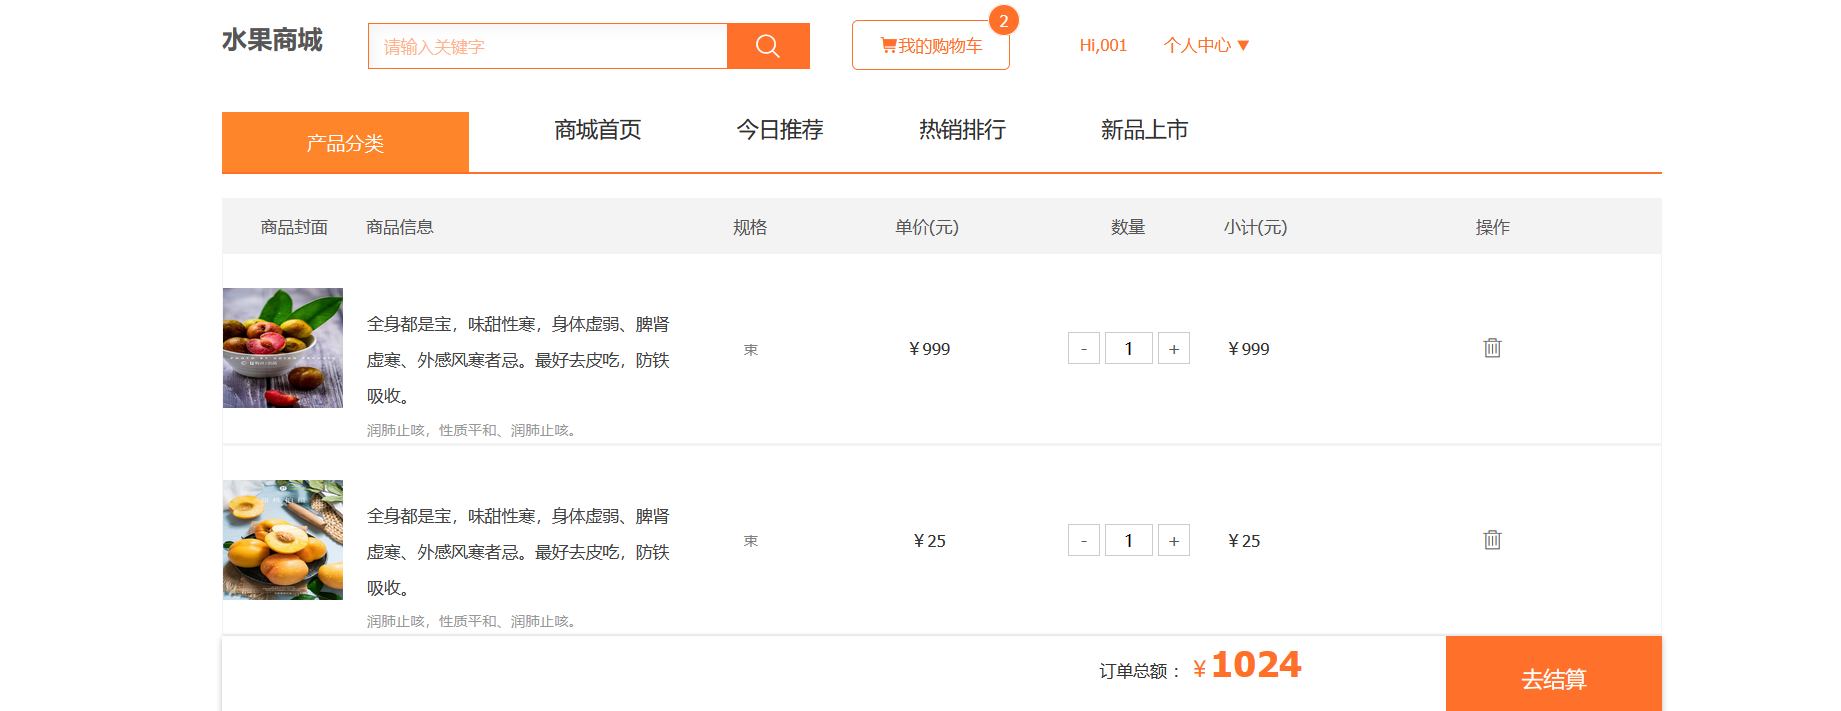 水果商城
请输入关键字
我的购物车
2
Hi,001
个人中心 ▼
产品分类
商城首页
今日推荐
热销排行
新品上市
商品封面 商品信息 规格 单价(元) 数量 小计(元) 操作
全身都是宝，味甜性寒，身体虚弱、脾肾
虚寒、外感风寒者忌。最好去皮吃，防铁
吸收。
润肺止咳，性质平和、润肺止咳。
束
¥999
- 1 +
¥999
全身都是宝，味甜性寒，身体虚弱、脾肾
虚寒、外感风寒者忌。最好去皮吃，防铁
吸收。
润肺止咳，性质平和、润肺止咳。
束
¥25
- 1 +
¥25
订单总额： ¥1024
去结算